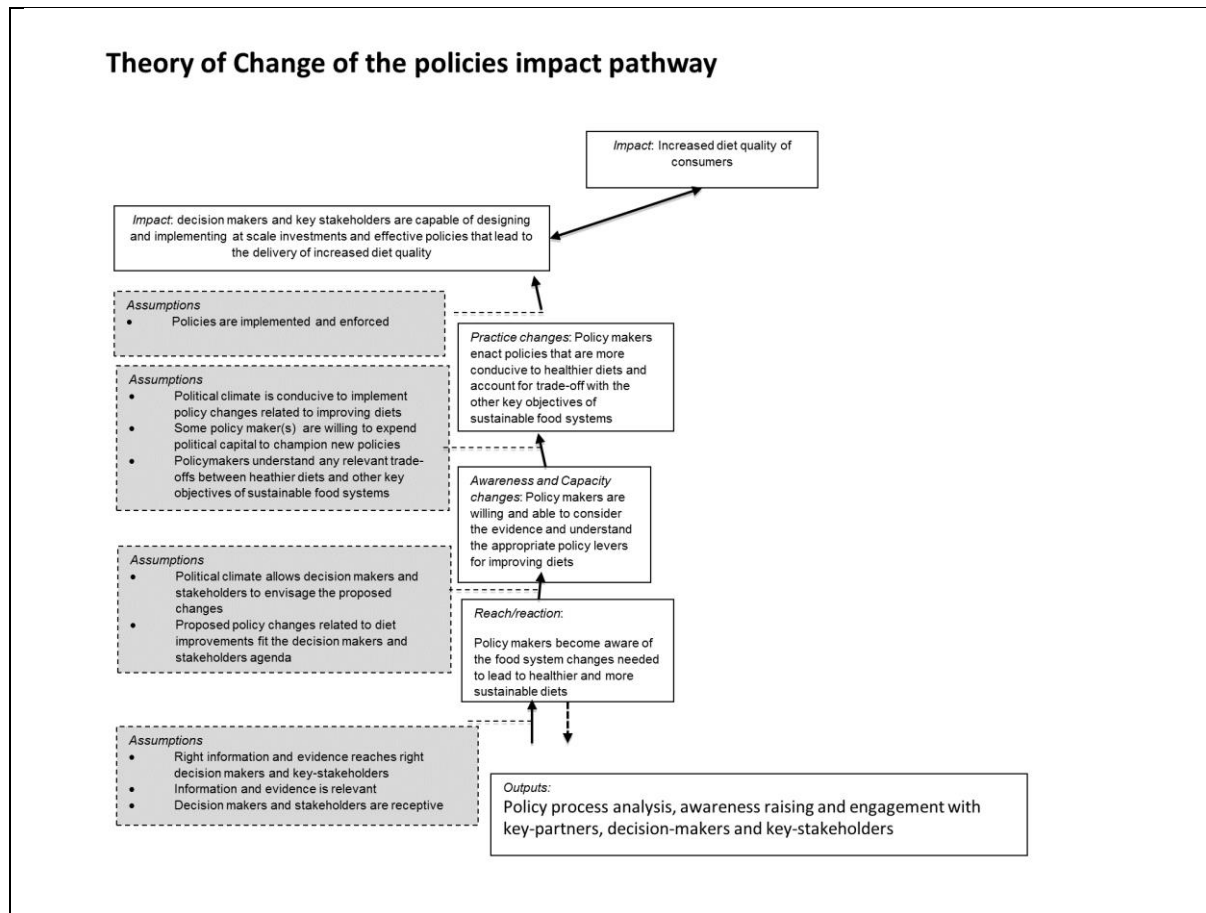 Theory of Change of the policies impact pathway
Impact: Increased diet quality of
consumers
Impact: decision makers and key stakeholders are capable of designing
and implementing at scale investments and effective policies that lead to
the delivery of increased diet quality
Assumptions
• Policies are implemented and enforced
Practice changes: Policy makers
enact policies that are more
conducive to healthier diets and
account for trade-off with the
other key objectives of
sustainable food systems
Assumptions
• Political climate is conducive to implement
policy changes related to improving diets
• Some policy maker(s) are willing to expend
political capital to champion new policies
• Policymakers understand any relevant trade-
offs between heathier diets and other key
objectives of sustainable food systems
Awareness and Capacity
changes: Policy makers are
willing and able to consider
the evidence and understand
the appropriate policy levers
for improving diets
Assumptions
• Political climate allows decision makers and
stakeholders to envisage the proposed
changes
• Proposed policy changes related to diet
improvements fit the decision makers and
stakeholders agenda
Reach/reaction:
Policy makers become aware of
the food system changes needed
to lead to healthier and more
sustainable diets
Assumptions
• Right information and evidence reaches right
decision makers and key-stakeholders
• Information and evidence is relevant
• Decision makers and stakeholders are receptive
Outputs:
Policy process analysis, awareness raising and engagement with
key-partners, decision-makers and key-stakeholders